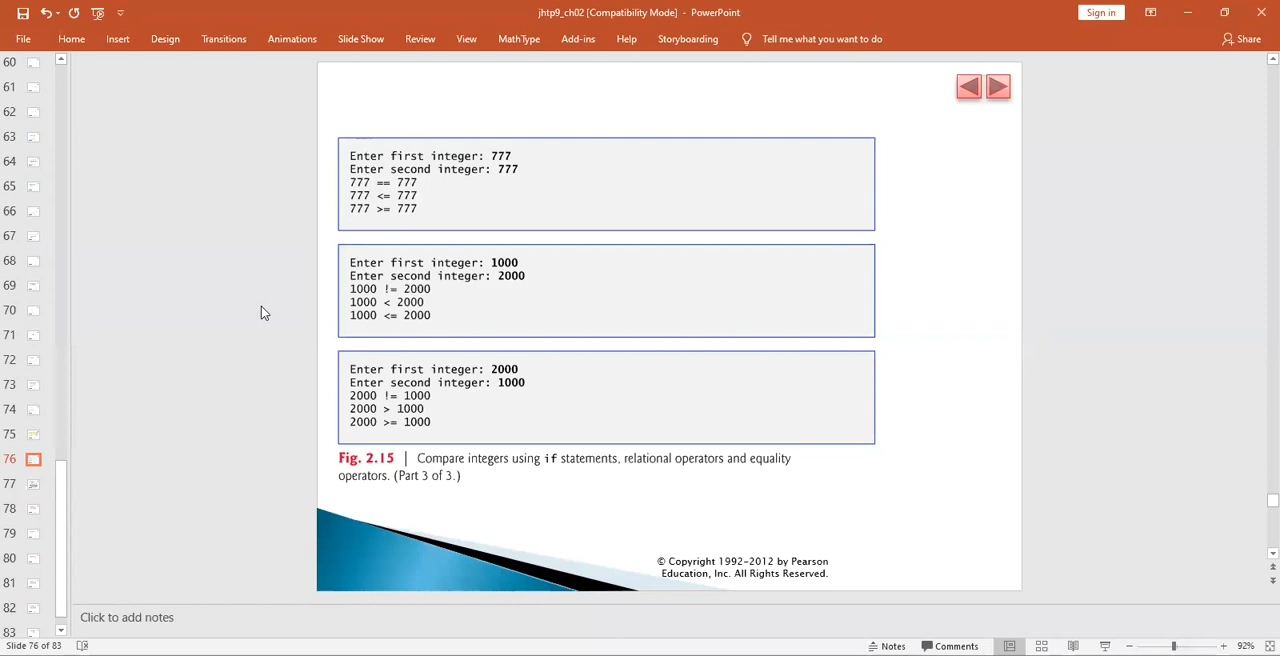 jhtp9_ch02 [Compatibility Mode] - PowerPoint
Sign in
File Home Insert Design Transitions Animations Slide Show Review View MathType Add-ins Help Storyboarding Tell me what you want to do Share
60
61
62
63
64
65
66
67
68
69
70
71
72
73
74
75
76
77
78
79
80
81
82
83
Enter first integer: 777
Enter second integer: 777
777 == 777
777 <= 777
777 >= 777
Enter first integer: 1000
Enter second integer: 2000
1000 != 2000
1000 < 2000
1000 <= 2000
Enter first integer: 2000
Enter second integer: 1000
2000 != 1000
2000 > 1000
2000 >= 1000
Fig. 2.15 | Compare integers using if statements, relational operators and equality
operators. (Part 3 of 3.)
© Copyright 1992-2012 by Pearson
Education, Inc. All Rights Reserved.
Click to add notes
Slide 76 of 83
Notes Comments 92%